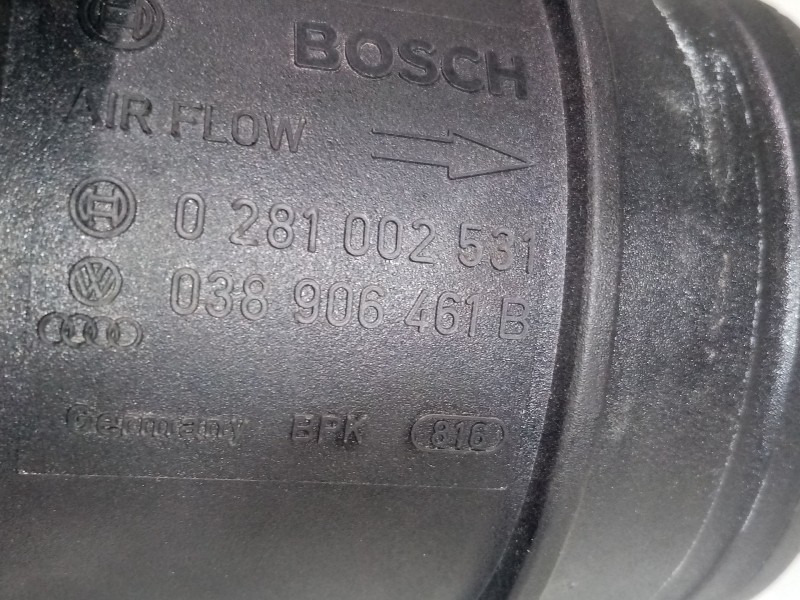 BOSCH
AIR FLOW
0 281 002 531
038 906 461 B
Germany BPK 816